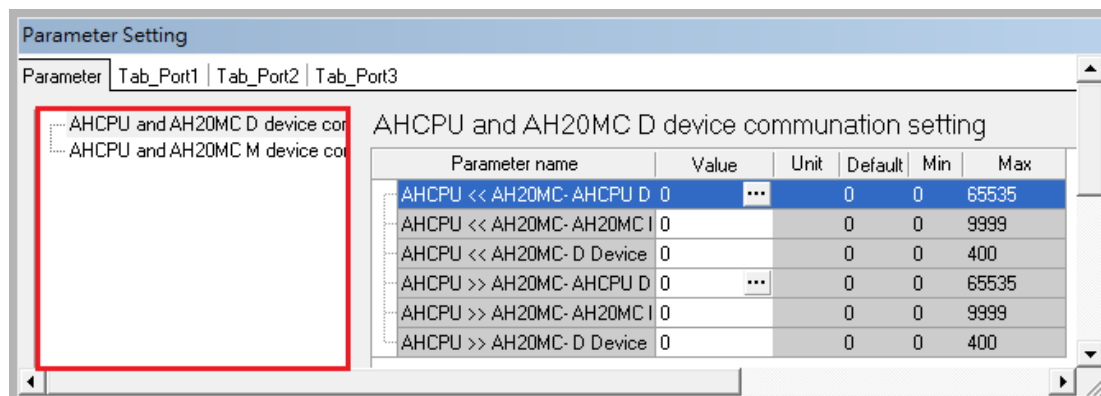 Parameter Setting
Parameter Tab_Port1 Tab_Port2 Tab_Port3
AHCPU and AH20MC D device cor
AHCPU and AH20MC M device cor
AHCPU and AH20MC D device communation setting
Parameter name Value Unit Default Min Max
AHCPU << AH20MC- AHCPU D 0 ... 0 0 65535
AHCPU << AH20MC- AH20MC 0 0 0 9999
AHCPU << AH20MC- D Device 0 0 0 400
AHCPU >> AH20MC- AHCPU D 0 ... 0 0 65535
AHCPU >> AH20MC- AH20MC 0 0 0 9999
AHCPU >> AH20MC- D Device 0 0 0 400